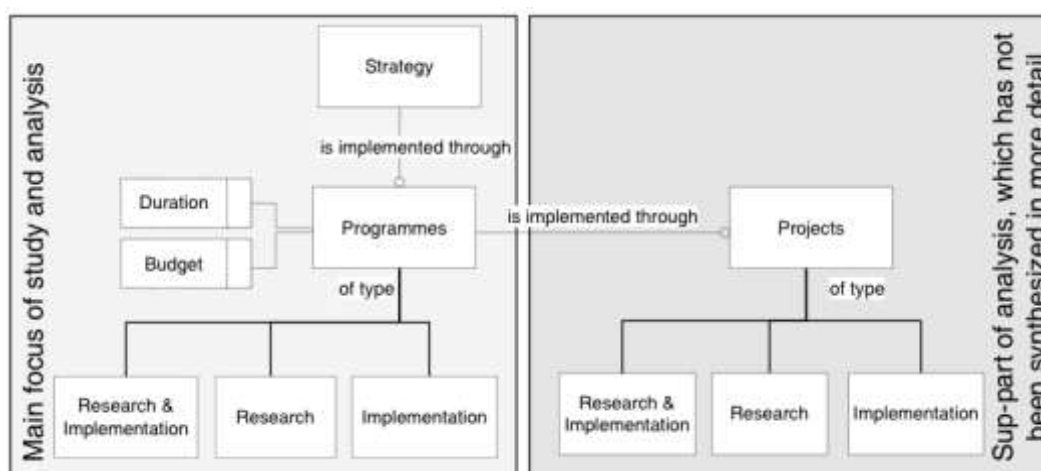 Main focus of study and analysis
Strategy
is implemented through
Duration
Budget
Programmes
of type
Research &
Implementation
Research
Implementation
is implemented through
Projects
of type
Research &
Implementation
Research
Implementation
Sup-part of analysis, which has not
been synthesized in more detail